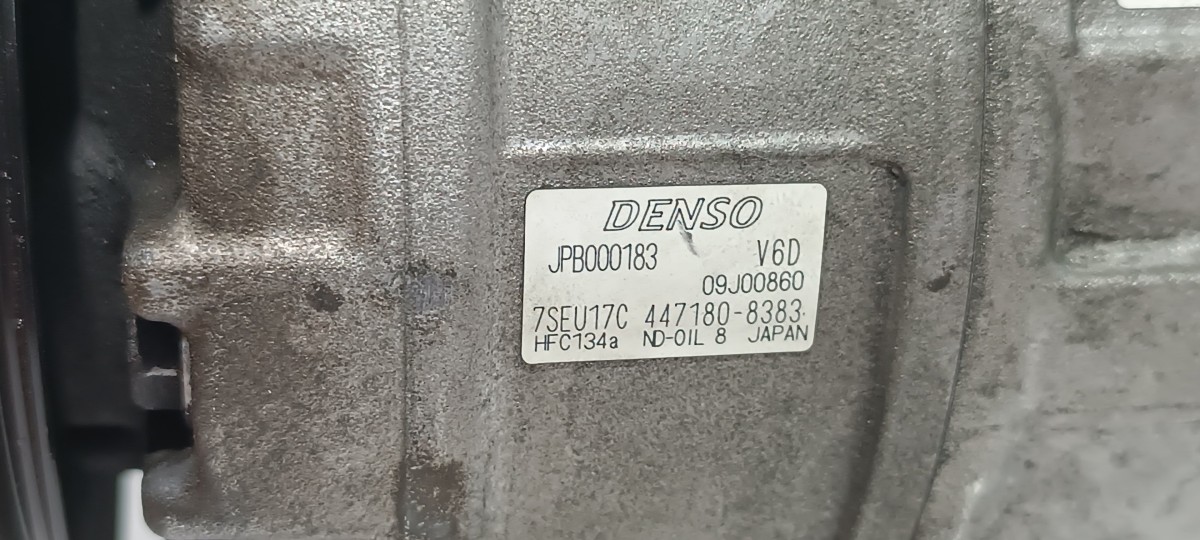 DENSO
JPB000183 V6D
09J00860
7SEU17C 447180-8383
HFC134a ND-OIL 8 JAPAN